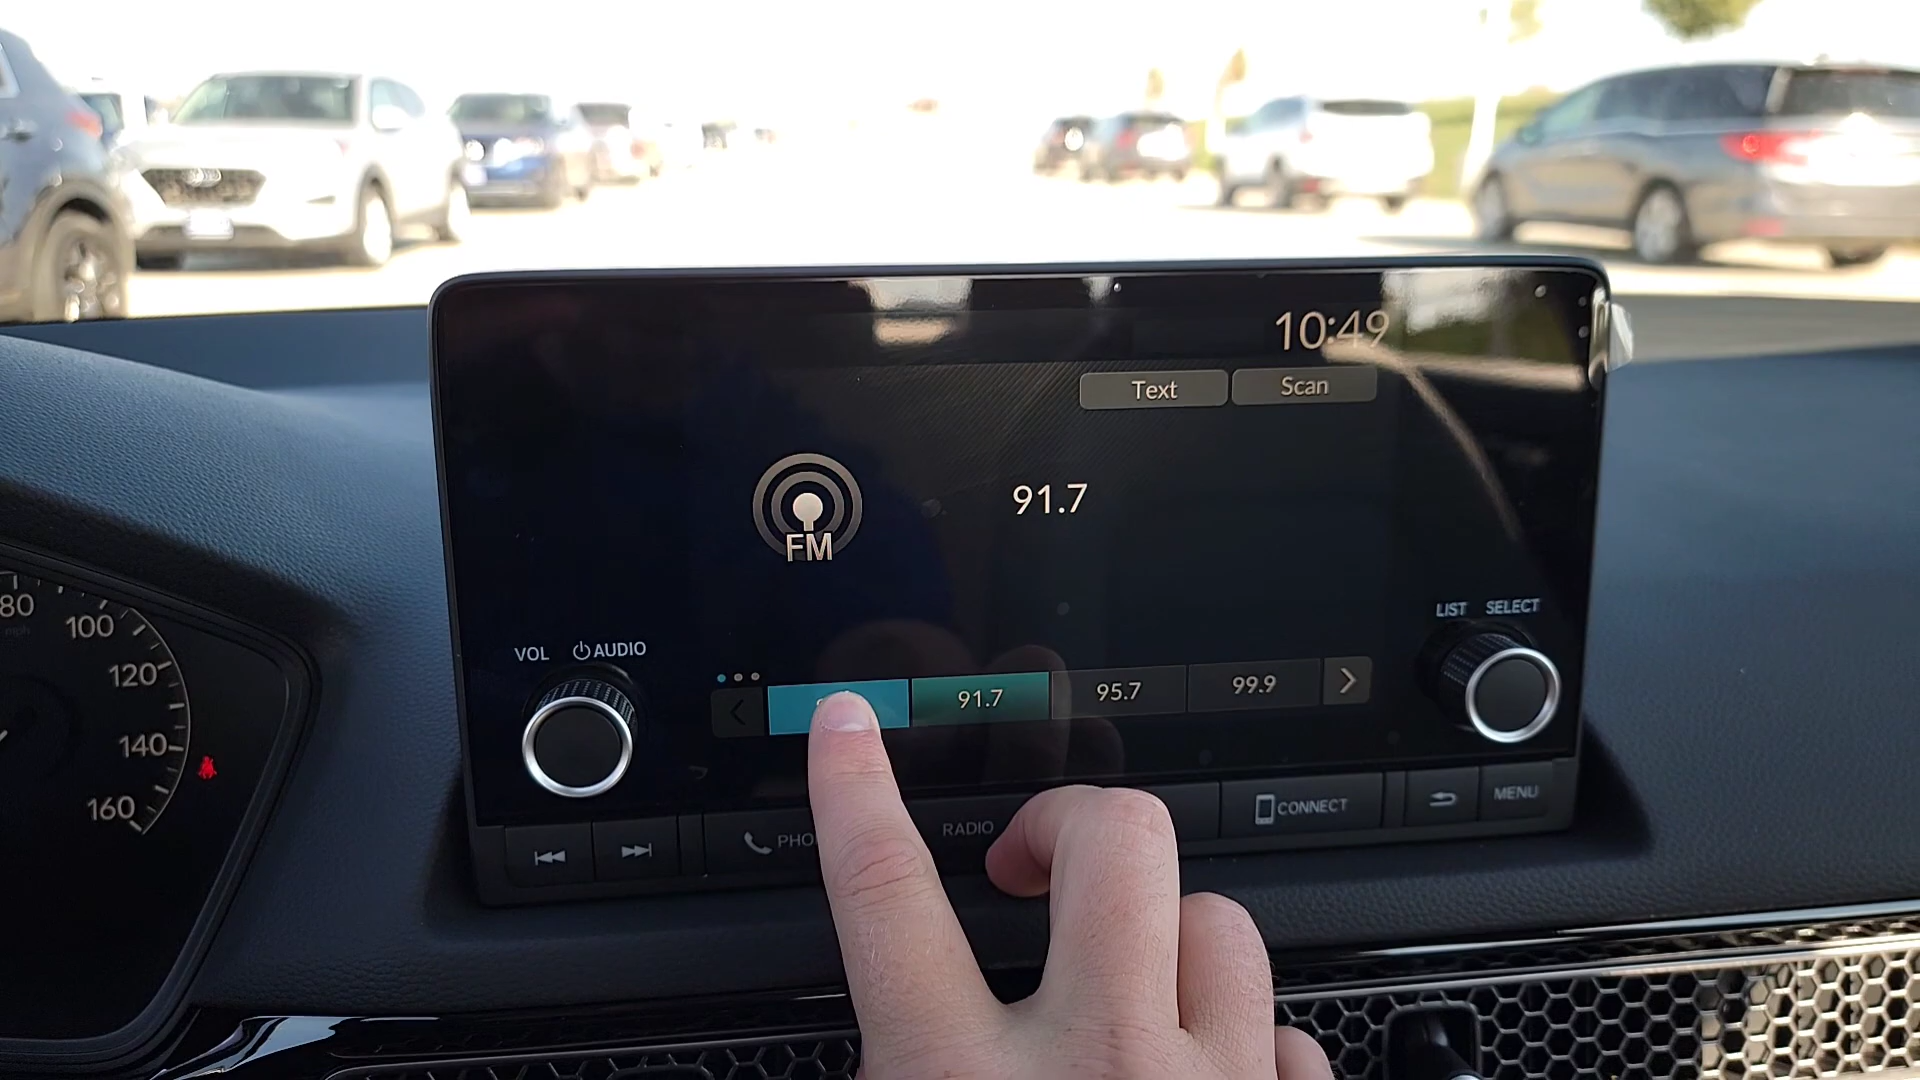 10:49
Text Scan
91.7
FM
LIST SELECT
VOL AUDIO
91.7 95.7 99.9
RADIO CONNECT MENU
80 100 120 140 160
mph